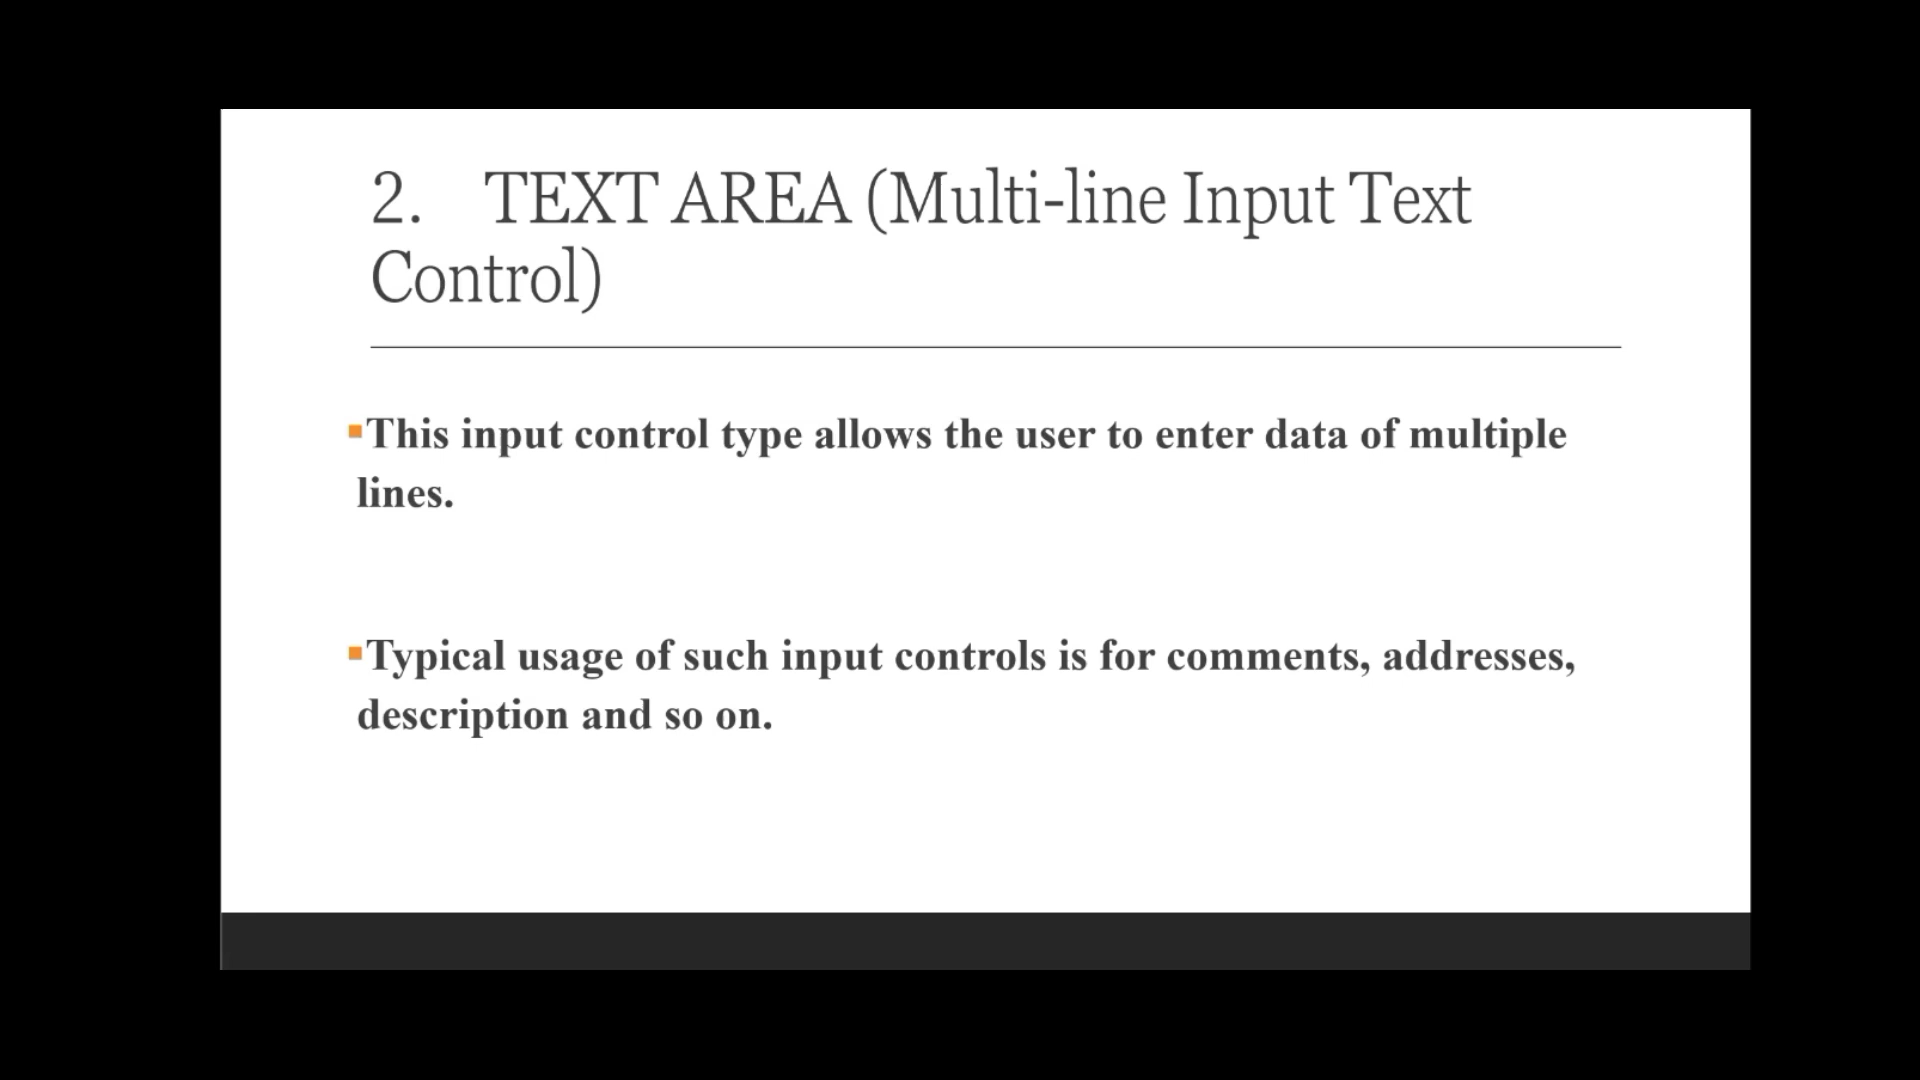 2. TEXT AREA (Multi-line Input Text
Control)
▪This input control type allows the user to enter data of multiple
lines.
▪Typical usage of such input controls is for comments, addresses,
description and so on.